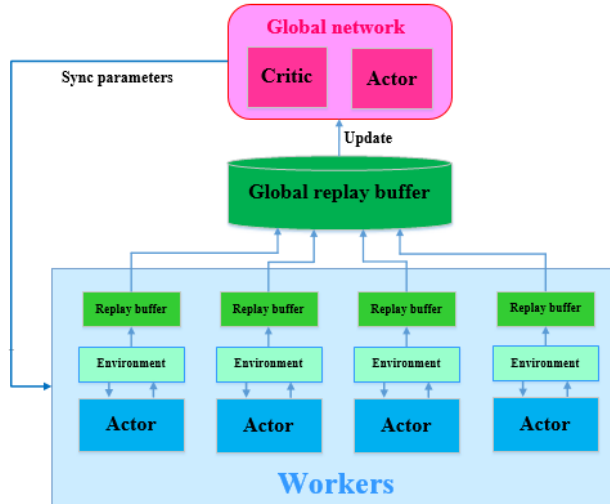 Global network
Sync parameters
Critic
Actor
Update
Global replay buffer
Replay buffer
Replay buffer
Replay buffer
Replay buffer
Environment
Environment
Environment
Environment
Actor
Actor
Actor
Actor
Workers